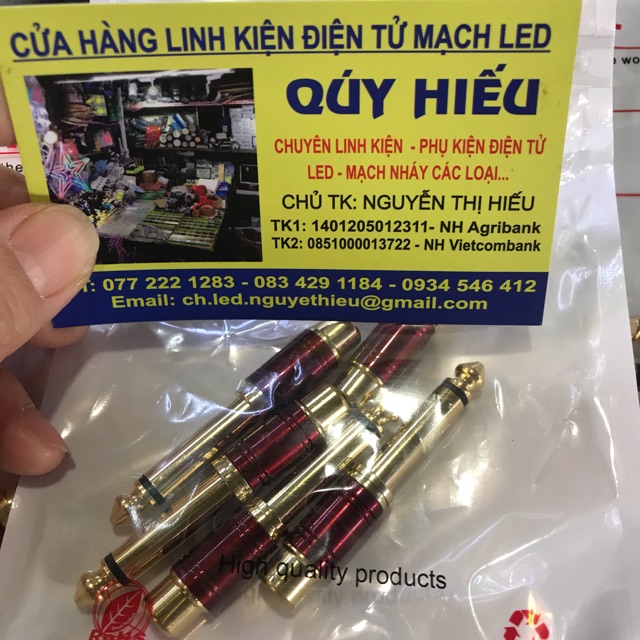 CỬA HÀNG LINH KIỆN ĐIỆN TỬ MẠCH LED
QÚY HIẾU
CHUYÊN LINH KIỆN - PHỤ KIỆN ĐIỆN TỬ
LED - MẠCH NHÁY CÁC LOẠI...
CHỦ TK: NGUYỄN THỊ HIẾU
TK1: 1401205012311- NH Agribank
TK2: 0851000013722 - NH Vietcombank
: 077 222 1283 - 083 429 1184 - 0934 546 412
Email: ch.led.nguyethieu@gmail.com
High quality products